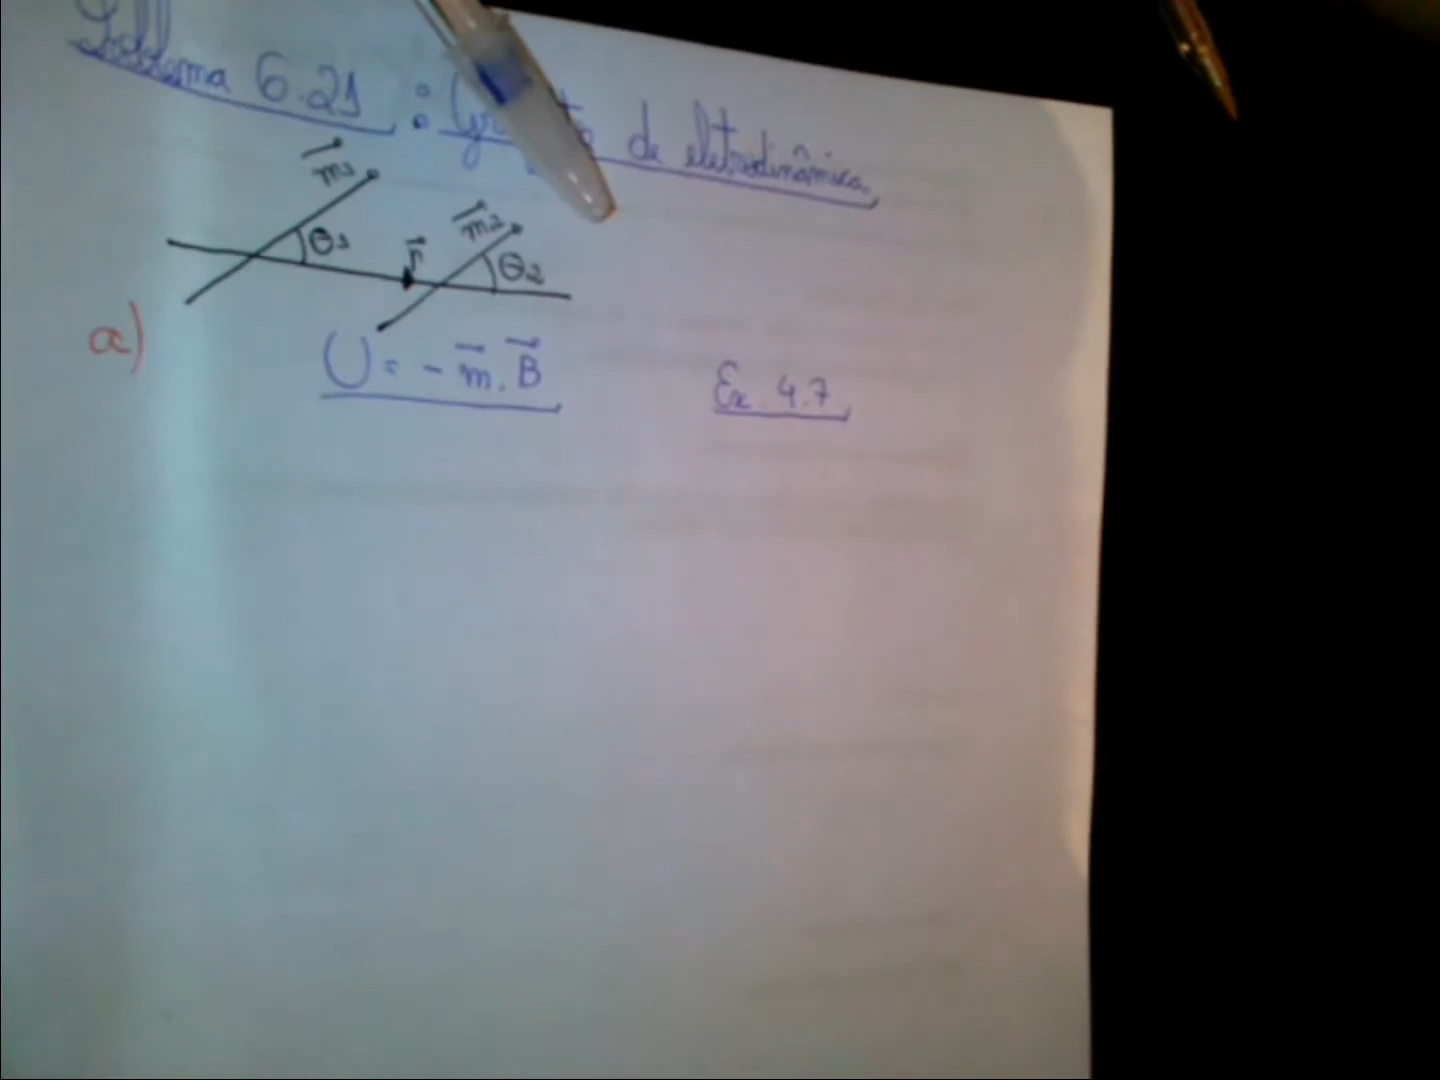 Problema 6.21 : de eletrodinâmica.
m1
θ1
r
m2
θ2
a)
U = - m . B
Ex. 4.7